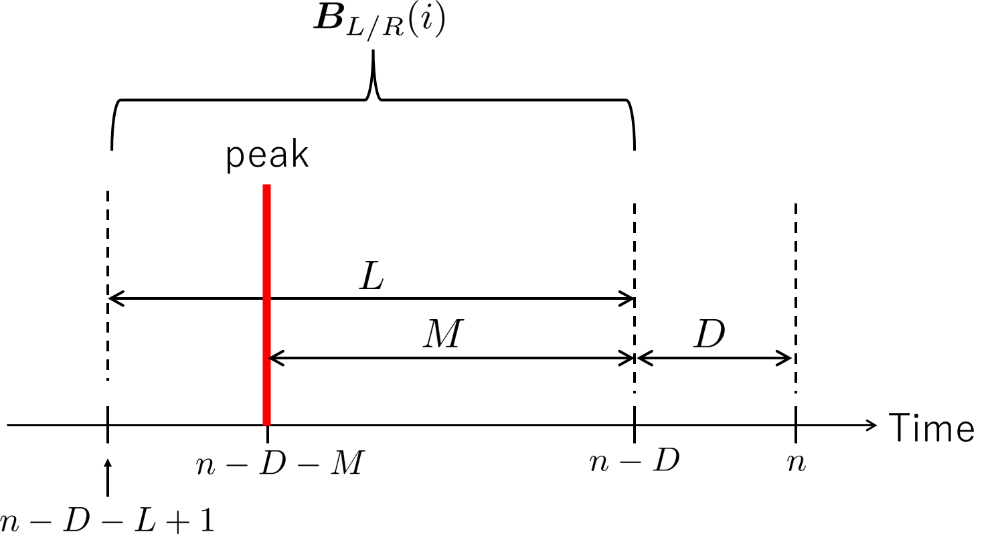 B_{L/R}(i)
peak
L
M
D
Time
n − D − M
n − D
n
n − D − L + 1